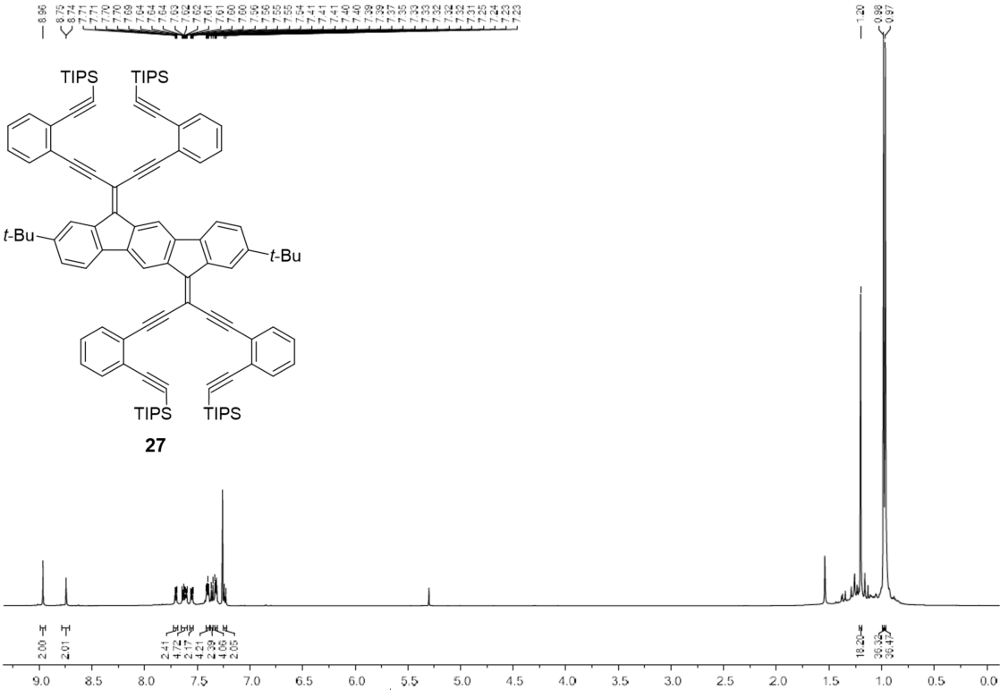 8.96 8.75 8.74 7.71 7.71 7.70 7.70 7.69 7.64 7.64 7.64 7.63 7.62 7.62 7.61 7.61 7.60 7.60 7.56 7.56 7.55 7.55 7.54 7.41 7.41 7.41 7.40 7.40 7.39 7.39 7.37 7.35 7.33 7.33 7.32 7.32 7.32 7.31 7.25 7.24 7.23 7.23 1.20 0.98 0.97
TIPS TIPS
t-Bu
t-Bu
TIPS TIPS
27
2.00 2.01 2.41 4.72 2.17 4.21 2.39 4.06 2.05 18.20 36.32 36.47
9.0 8.5 8.0 7.5 7.0 6.5 6.0 5.5 5.0 4.5 4.0 3.5 3.0 2.5 2.0 1.5 1.0 0.5 0.0